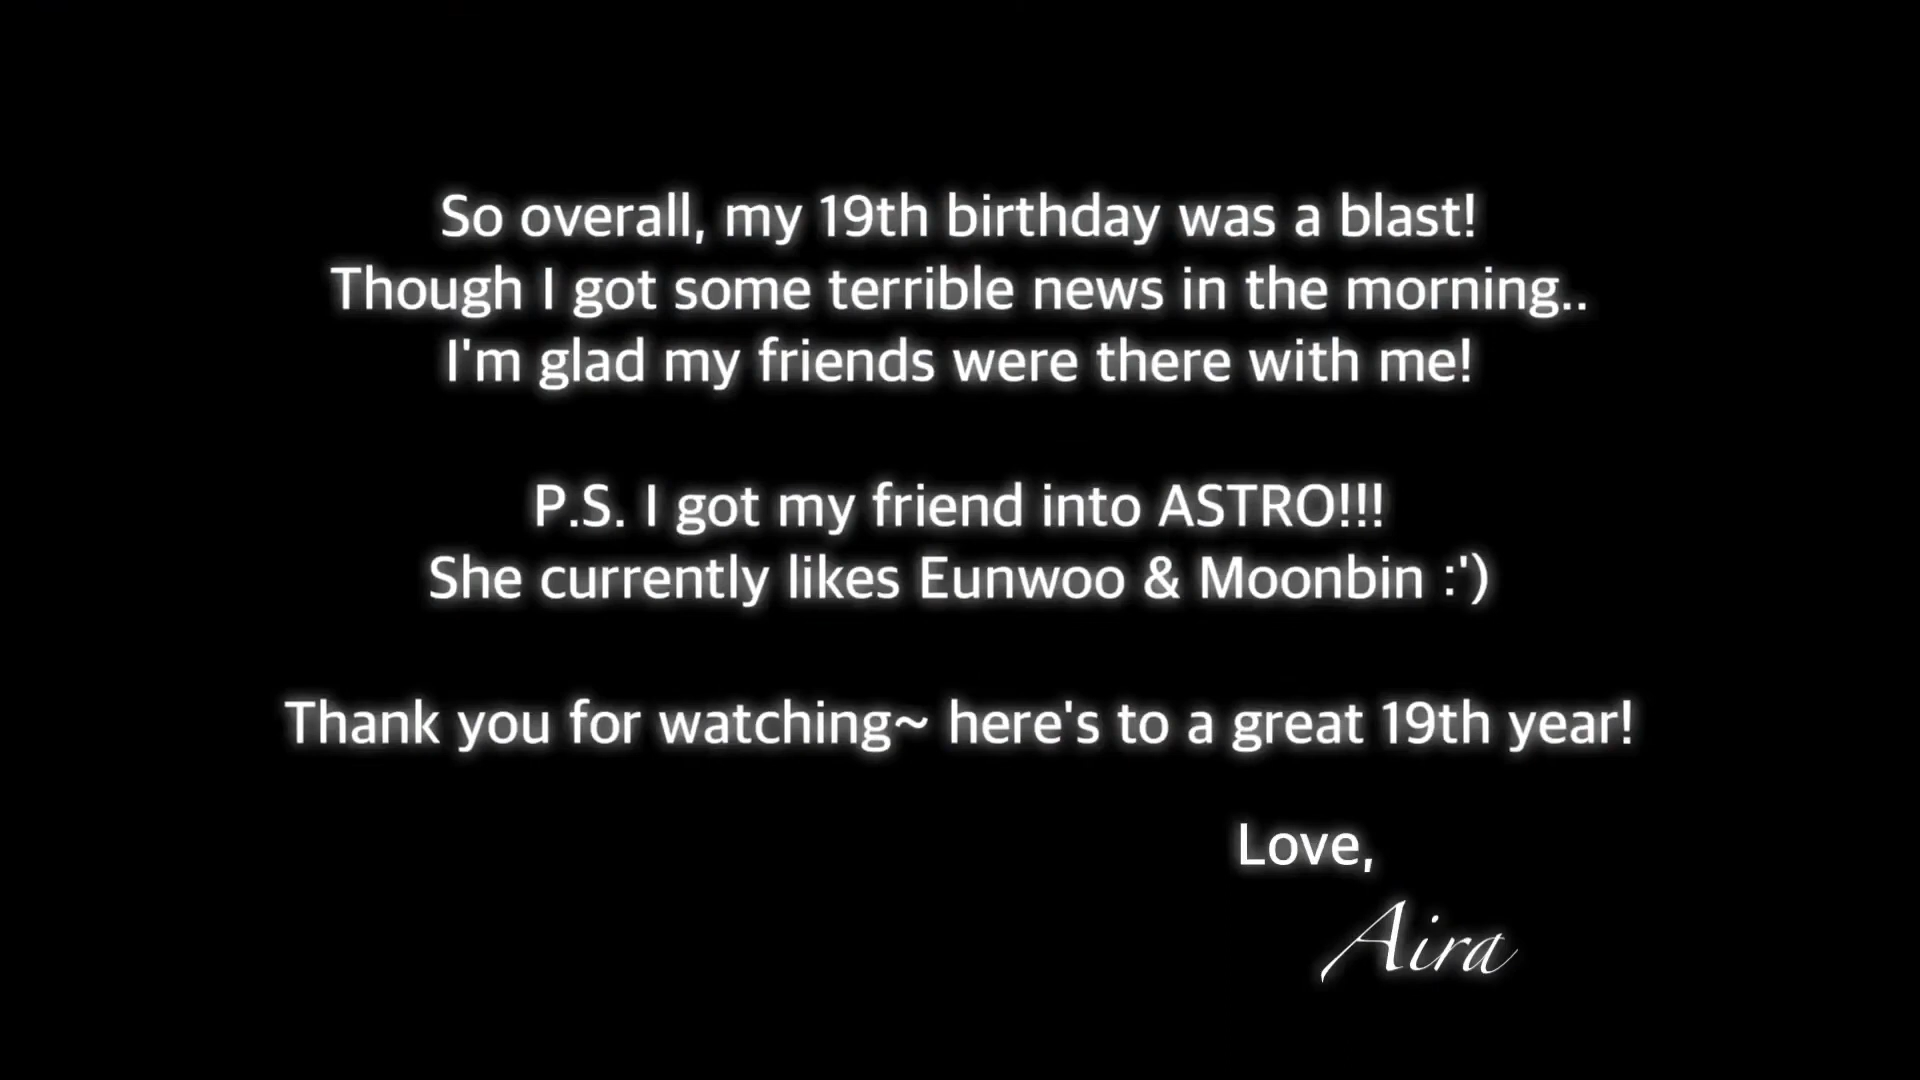 So overall, my 19th birthday was a blast!
Though I got some terrible news in the morning..
I'm glad my friends were there with me!
P.S. I got my friend into ASTRO!!!
She currently likes Eunwoo & Moonbin :')
Thank you for watching~ here's to a great 19th year!
Love,
Aira